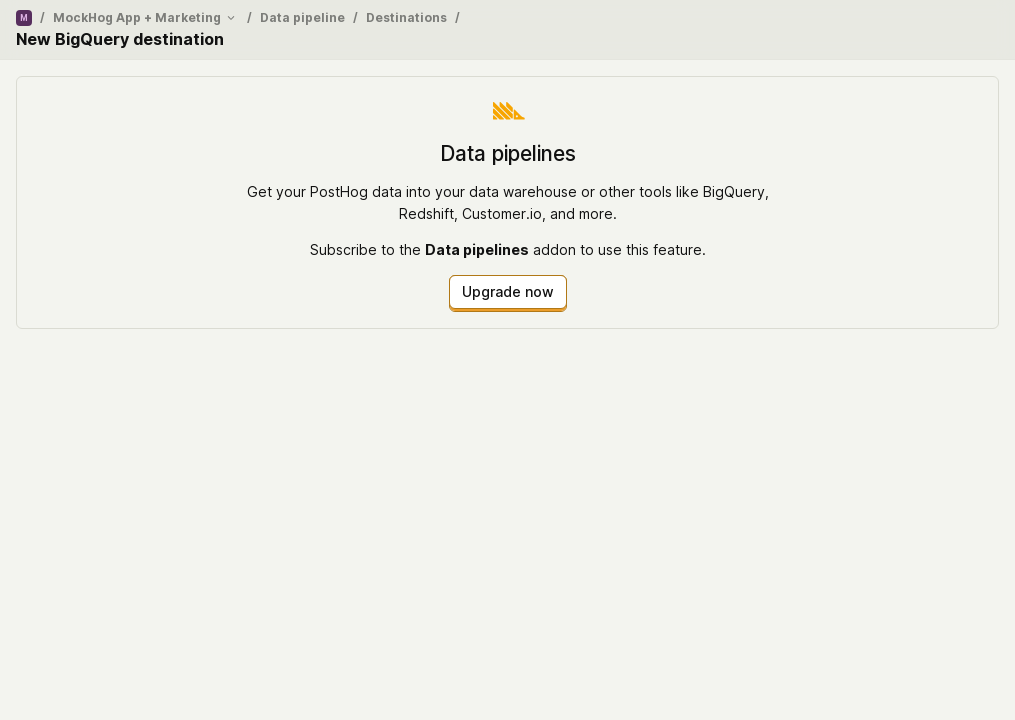 M / MockHog App + Marketing / Data pipeline / Destinations /
New BigQuery destination
Data pipelines
Get your PostHog data into your data warehouse or other tools like BigQuery,
Redshift, Customer.io, and more.
Subscribe to the Data pipelines addon to use this feature.
Upgrade now